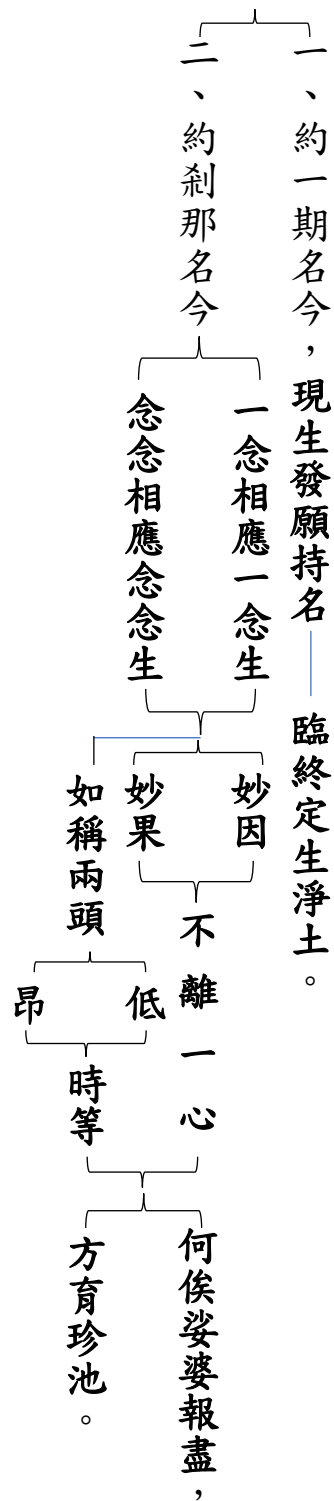 一、約一期名今，現生發願持名 臨終定生淨土。
二、約剎那名今
一念相應一念生
念念相應念念生
妙因
妙果
不離一心
如稱兩頭
低
昂
時等
何俟娑婆報盡，
方育珍池。